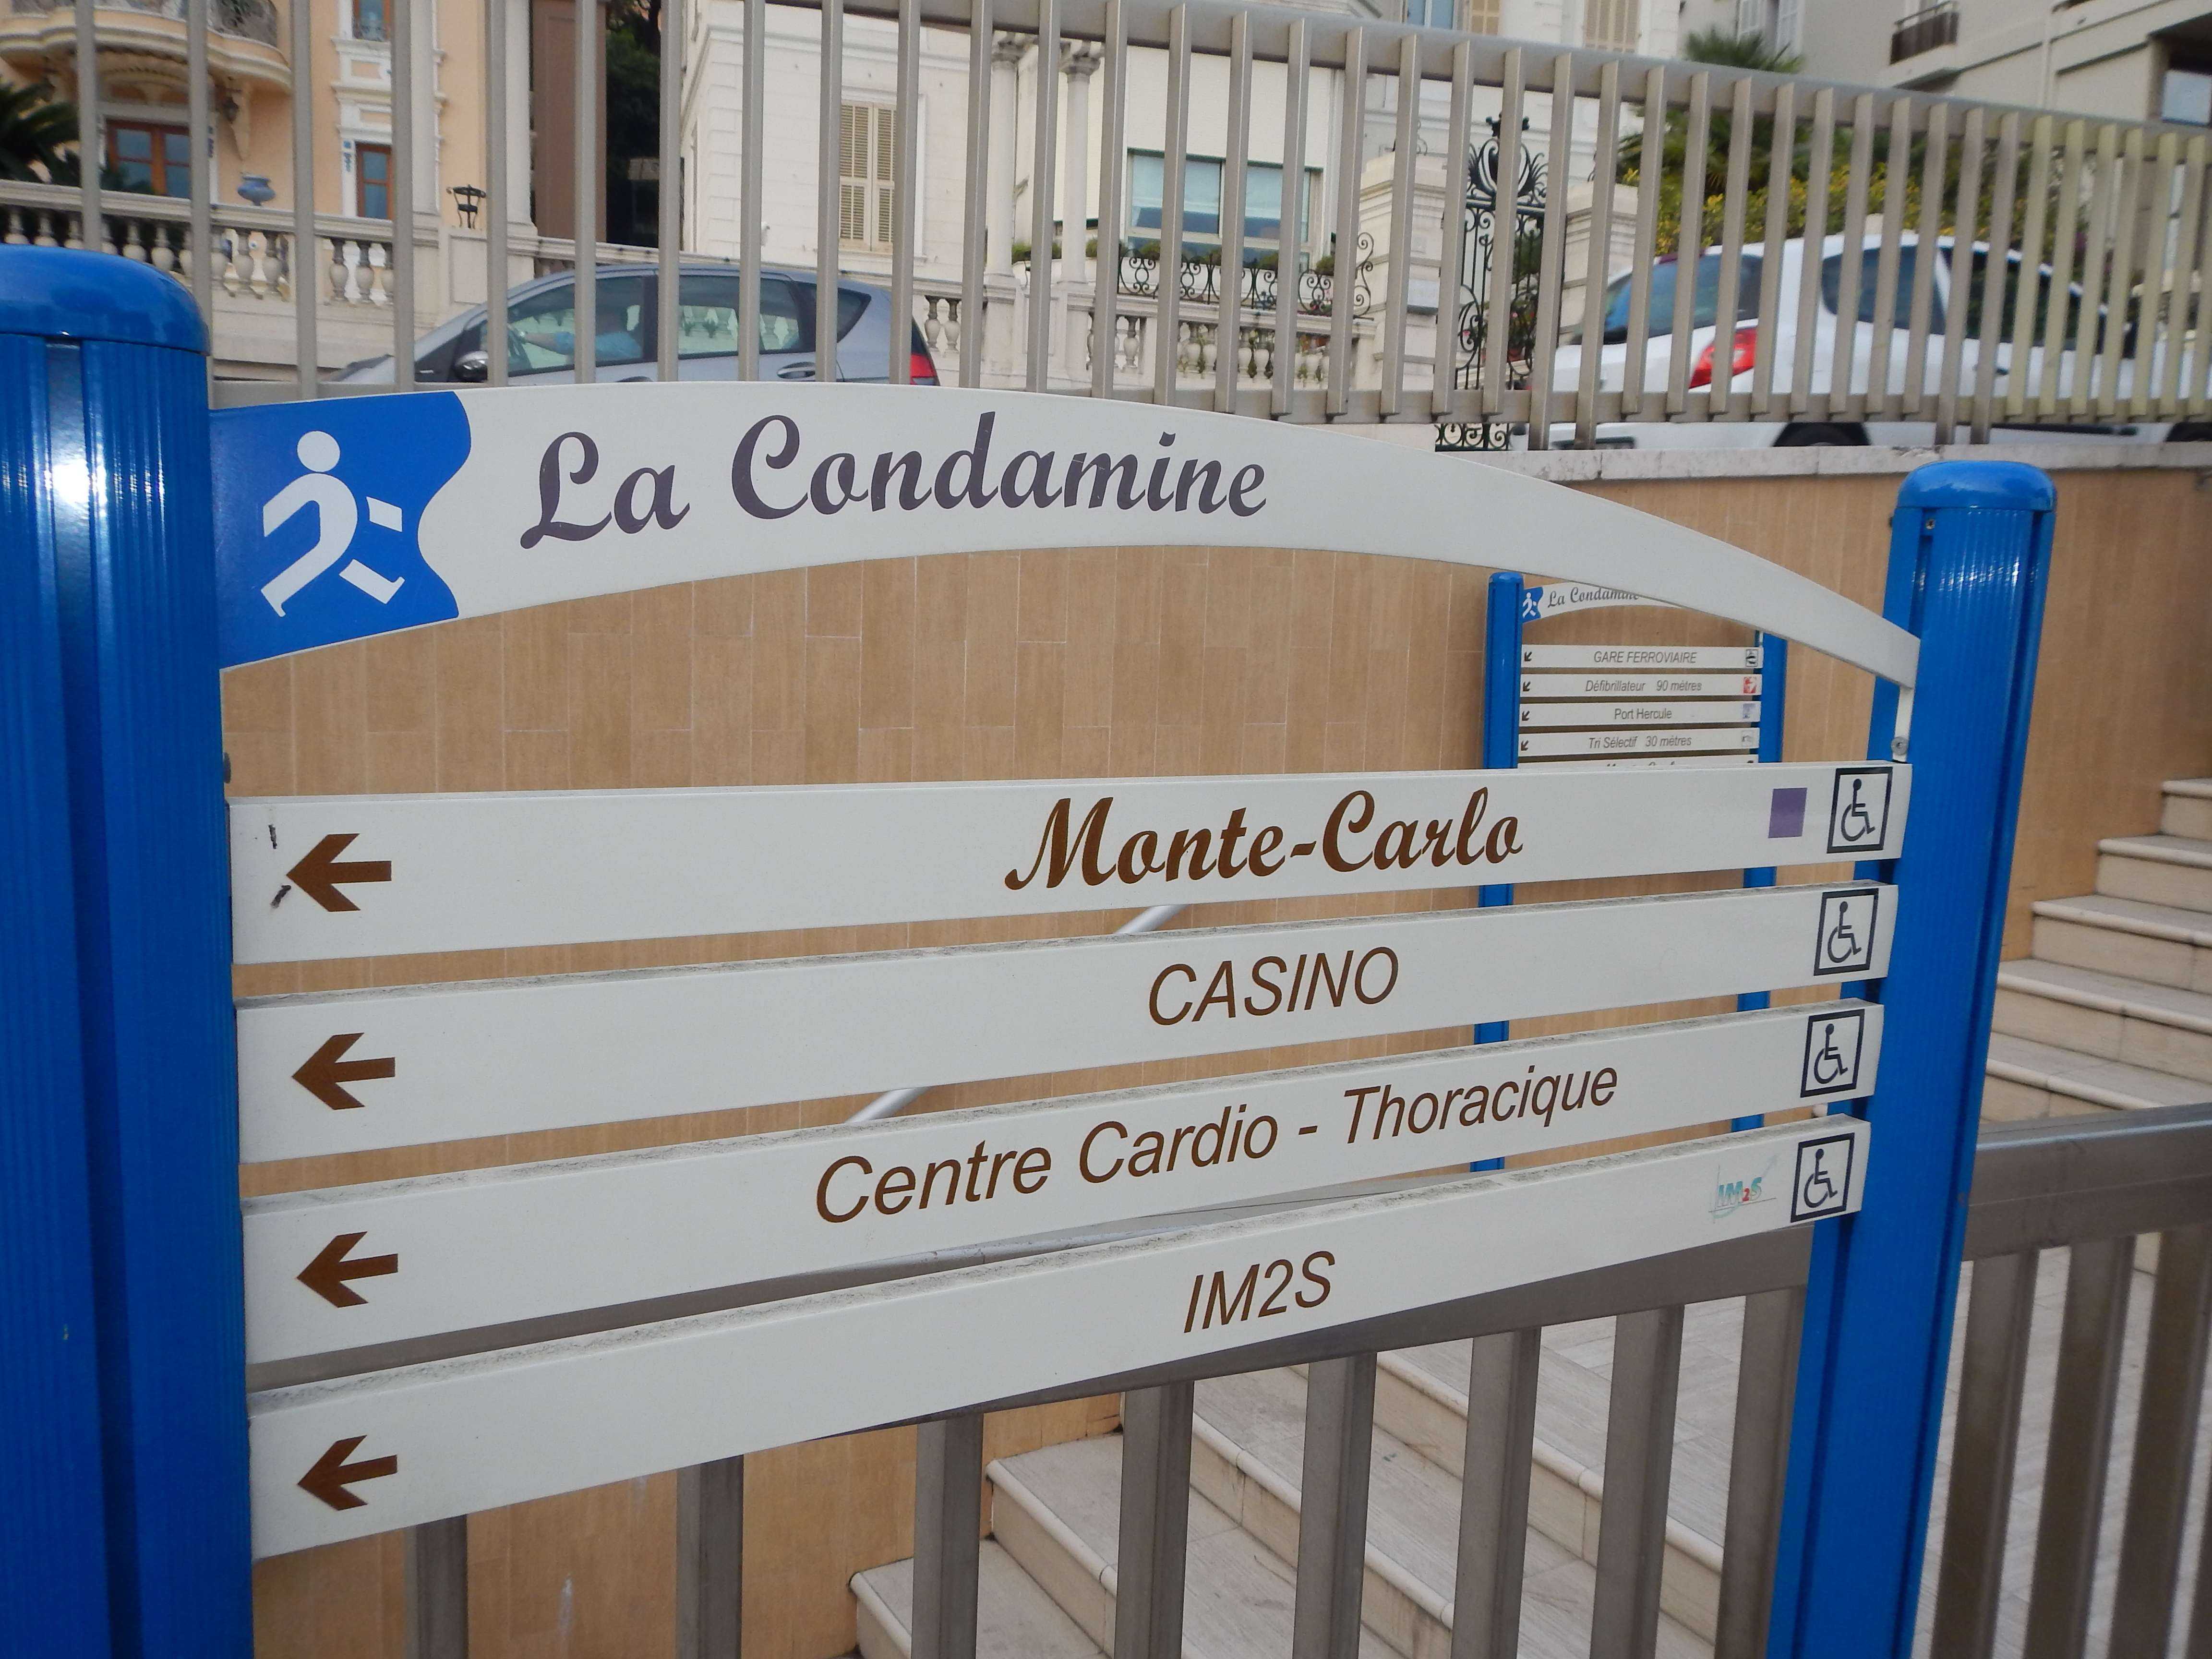 La Condamine
La Condamine
GARE FERROVIAIRE
Défibrillateur 90 mètres
Port Hercule
Tri Sélectif 30 mètres
Monte-Carlo
CASINO
Centre Cardio - Thoracique
IM2S
IM2S